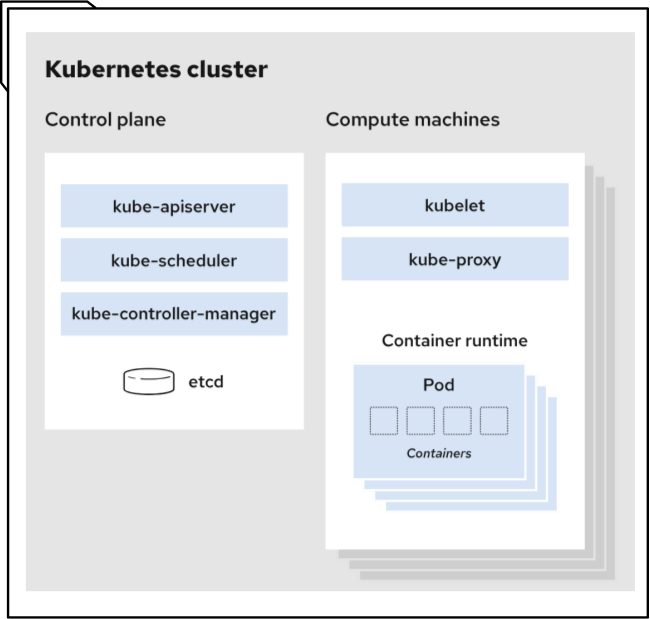 Kubernetes cluster
Control plane
kube-apiserver
kube-scheduler
kube-controller-manager
etcd
Compute machines
kubelet
kube-proxy
Container runtime
Pod
Containers